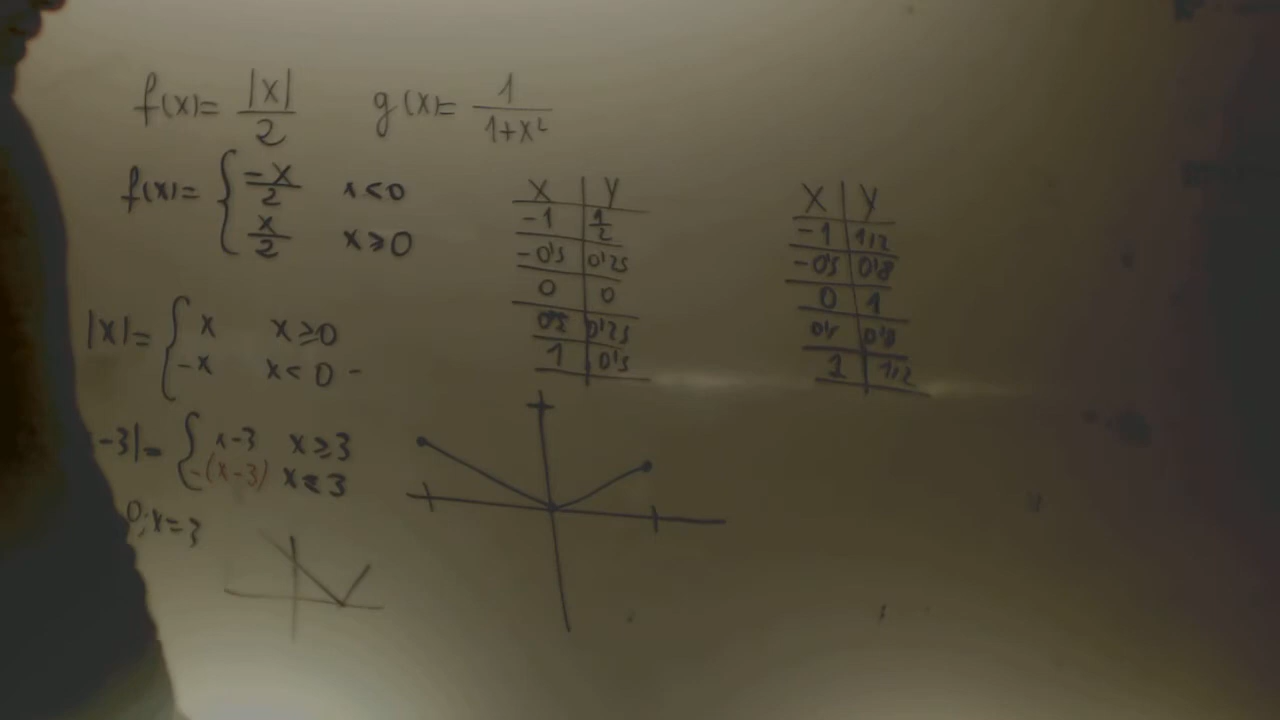 f(x)= |x|/2 g(x)= 1/(1+x²)
f(x)= { -x/2 x<0
x/2 x≥0
|x|= { x x≥0
-x x<0 -
-3|= { x-3 x≥3
-(x-3) x≤3
0; x=3
x | y
-1 | 1/2
-0'5 | 0'25
0 | 0
0'5 | 0'25
1 | 0'5
x | y
-1 | 1/2
-0'5 | 0'8
0 | 1
0'5 | 0'8
1 | 1/2